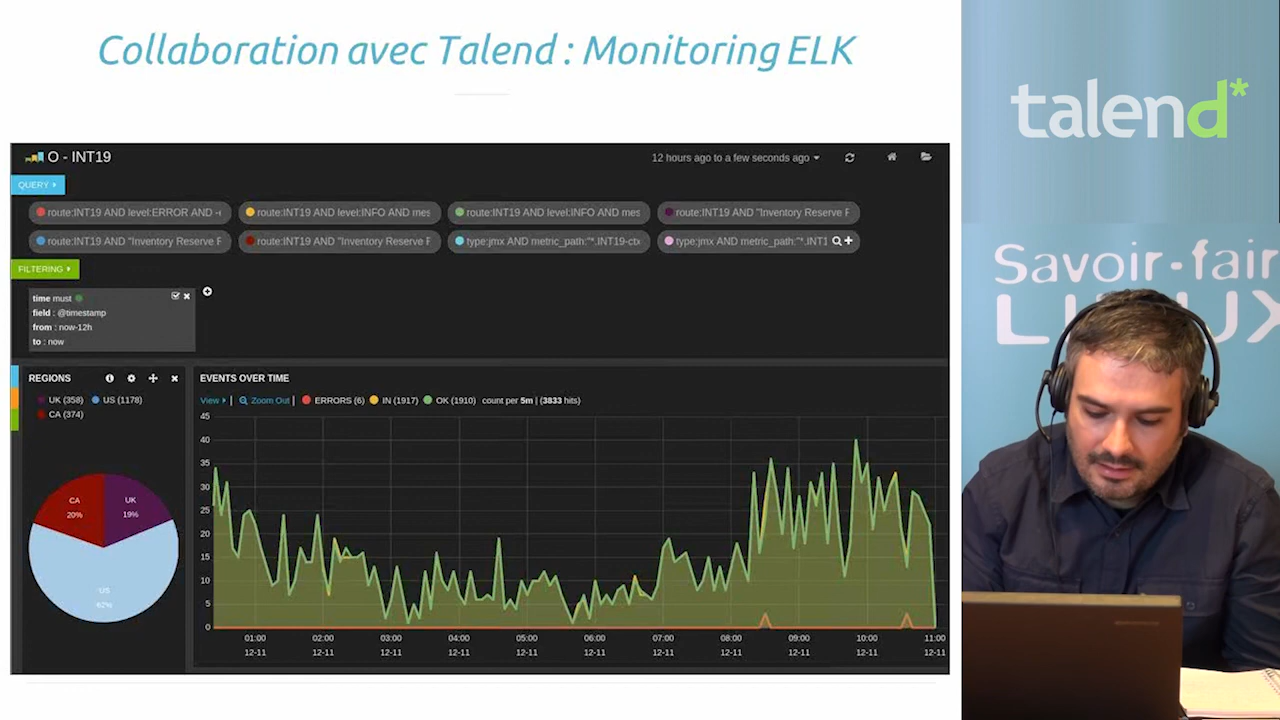 Collaboration avec Talend : Monitoring ELK
talend*
O - INT19
12 hours ago to a few seconds ago
QUERY
route:INT19 AND level:ERROR AND
route:INT19 AND level:INFO AND mes
route:INT19 AND level:INFO AND mes
route:INT19 AND "Inventory Reserve F
route:INT19 AND "Inventory Reserve F
route:INT19 AND "Inventory Reserve F
type:jmx AND metric_path:"*.INT19-ctx
type:jmx AND metric_path:"*.INT1
FILTERING
time must
field : @timestamp
from : now-12h
to : now
Savoir-fair
REGIONS
UK (358) US (1178)
CA (374)
CA
20%
UK
19%
US
62%
EVENTS OVER TIME
View Zoom Out ERRORS (6) IN (1917) OK (1910) count per 5m | (3833 hits)
45
40
35
30
25
20
15
10
5
0
01:00 02:00 03:00 04:00 05:00 06:00 07:00 08:00 09:00 10:00 11:00
12-11 12-11 12-11 12-11 12-11 12-11 12-11 12-11 12-11 12-11 12-11